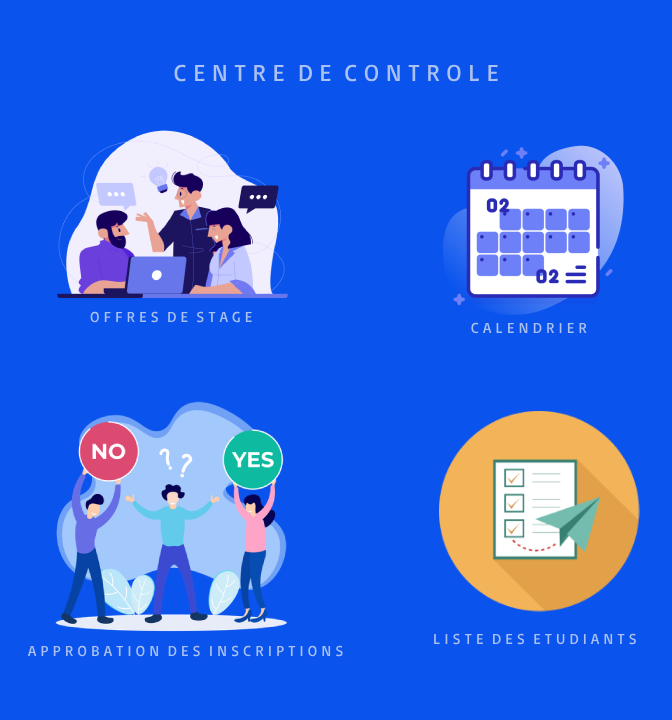 CENTRE DE CONTROLE
02
02
OFFRES DE STAGE
CALENDRIER
NO
? ?
YES
APPROBATION DES INSCRIPTIONS
LISTE DES ETUDIANTS